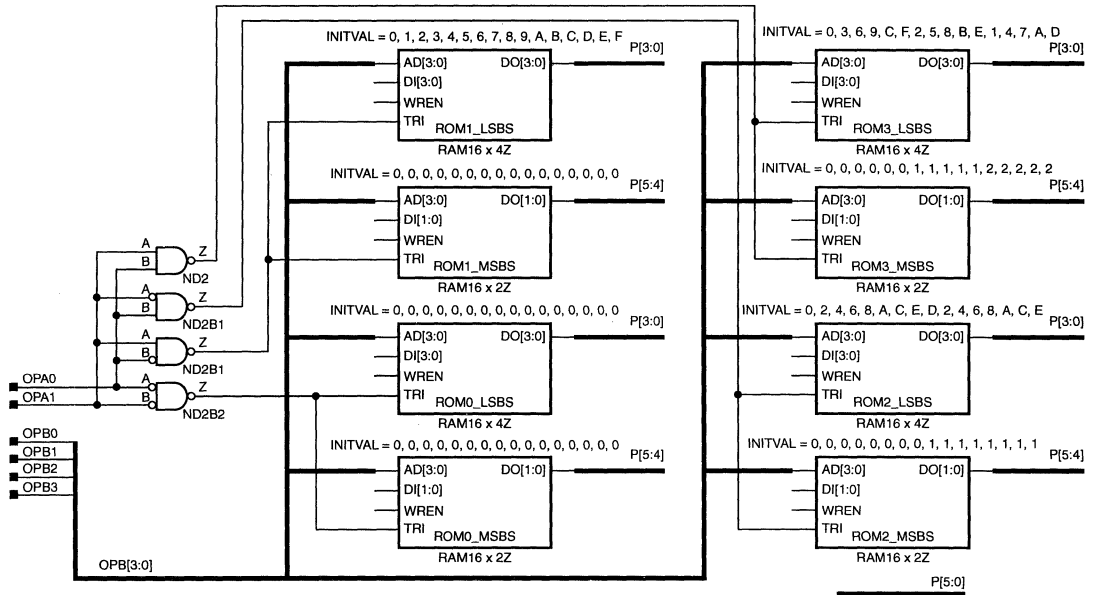 INITVAL = 0, 1, 2, 3, 4, 5, 6, 7, 8, 9, A, B, C, D, E, F
P[3:0]
AD[3:0] DO[3:0]
DI[3:0]
WREN
TRI
ROM1_LSBS
RAM16 x 4Z
INITVAL = 0, 3, 6, 9, C, F, 2, 5, 8, B, E, 1, 4, 7, A, D
P[3:0]
AD[3:0] DO[3:0]
DI[3:0]
WREN
TRI
ROM3_LSBS
RAM16 x 4Z
INITVAL = 0, 0, 0, 0, 0, 0, 0, 0, 0, 0, 0, 0, 0, 0, 0, 0
P[5:4]
AD[3:0] DO[1:0]
DI[1:0]
WREN
TRI
ROM1_MSBS
RAM16 x 2Z
INITVAL = 0, 0, 0, 0, 0, 0, 1, 1, 1, 1, 1, 2, 2, 2, 2, 2
P[5:4]
AD[3:0] DO[1:0]
DI[1:0]
WREN
TRI
ROM3_MSBS
RAM16 x 2Z
A
B
Z
ND2
A
B
Z
ND2B1
A
B
Z
ND2B1
A
B
Z
ND2B2
OPA0
OPA1
OPB0
OPB1
OPB2
OPB3
OPB[3:0]
INITVAL = 0, 0, 0, 0, 0, 0, 0, 0, 0, 0, 0, 0, 0, 0, 0, 0
P[3:0]
AD[3:0] DO[3:0]
DI[3:0]
WREN
TRI
ROM0_LSBS
RAM16 x 4Z
INITVAL = 0, 2, 4, 6, 8, A, C, E, D, 2, 4, 6, 8, A, C, E
P[3:0]
AD[3:0] DO[3:0]
DI[3:0]
WREN
TRI
ROM2_LSBS
RAM16 x 4Z
INITVAL = 0, 0, 0, 0, 0, 0, 0, 0, 0, 0, 0, 0, 0, 0, 0, 0
P[5:4]
AD[3:0] DO[1:0]
DI[1:0]
WREN
TRI
ROM0_MSBS
RAM16 x 2Z
INITVAL = 0, 0, 0, 0, 0, 0, 0, 0, 1, 1, 1, 1, 1, 1, 1, 1
P[5:4]
AD[3:0] DO[1:0]
DI[1:0]
WREN
TRI
ROM2_MSBS
RAM16 x 2Z
P[5:0]